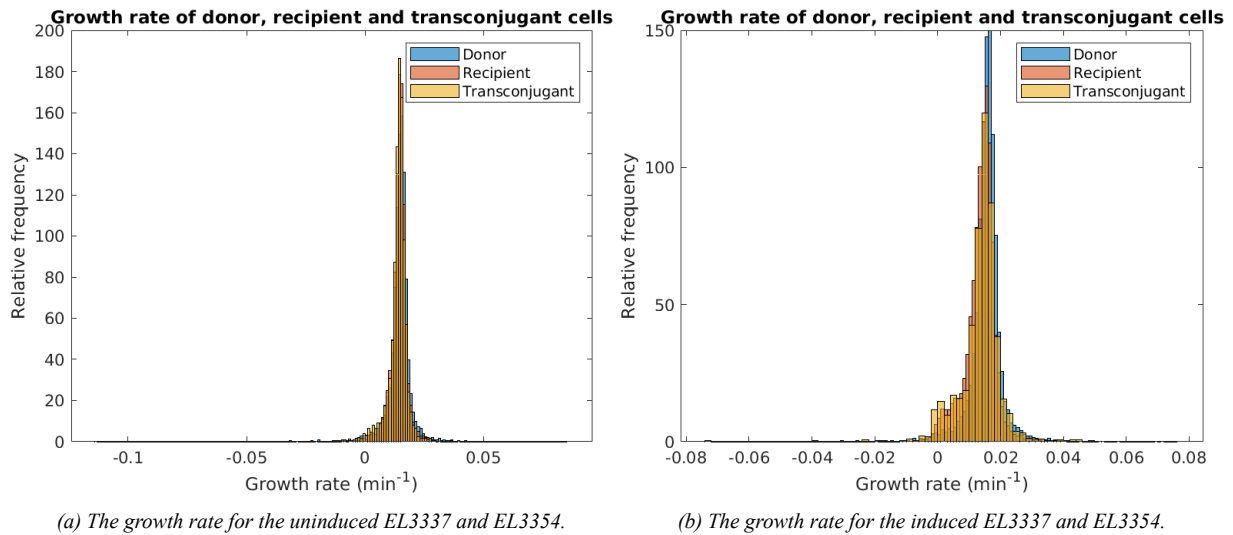 Growth rate of donor, recipient and transconjugant cells
200
180
160
140
120
100
80
60
40
20
0
Relative frequency
Donor
Recipient
Transconjugant
-0.1
-0.05
0
0.05
Growth rate (min-1)
(a) The growth rate for the uninduced EL3337 and EL3354.
Growth rate of donor, recipient and transconjugant cells
150
100
50
0
Relative frequency
Donor
Recipient
Transconjugant
-0.08
-0.06
-0.04
-0.02
0
0.02
0.04
0.06
0.08
Growth rate (min-1)
(b) The growth rate for the induced EL3337 and EL3354.